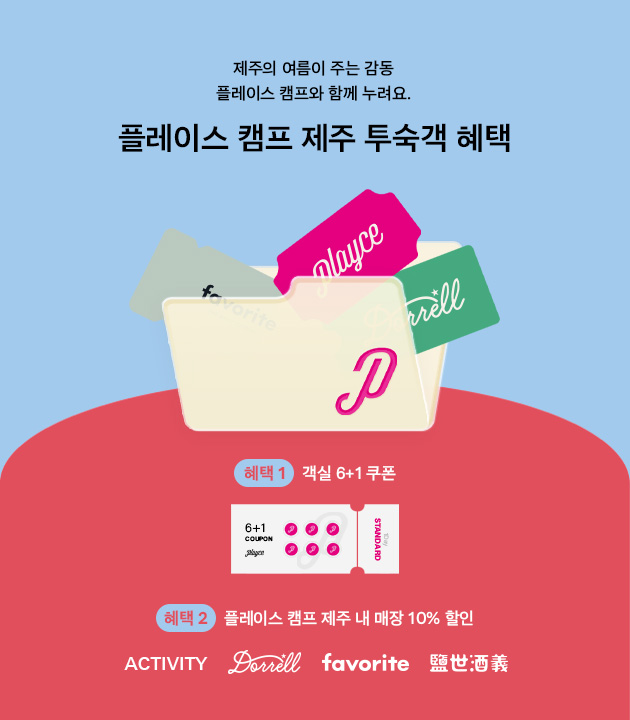 제주의 여름이 주는 감동
플레이스 캠프와 함께 누려요.
플레이스 캠프 제주 투숙객 혜택
playce
favorite
Dorrell
P
혜택 1 객실 6+1 쿠폰
6+1
COUPON
playce
STANDARD
혜택 2 플레이스 캠프 제주 내 매장 10% 할인
ACTIVITY Dorrell favorite 鹽世酒義